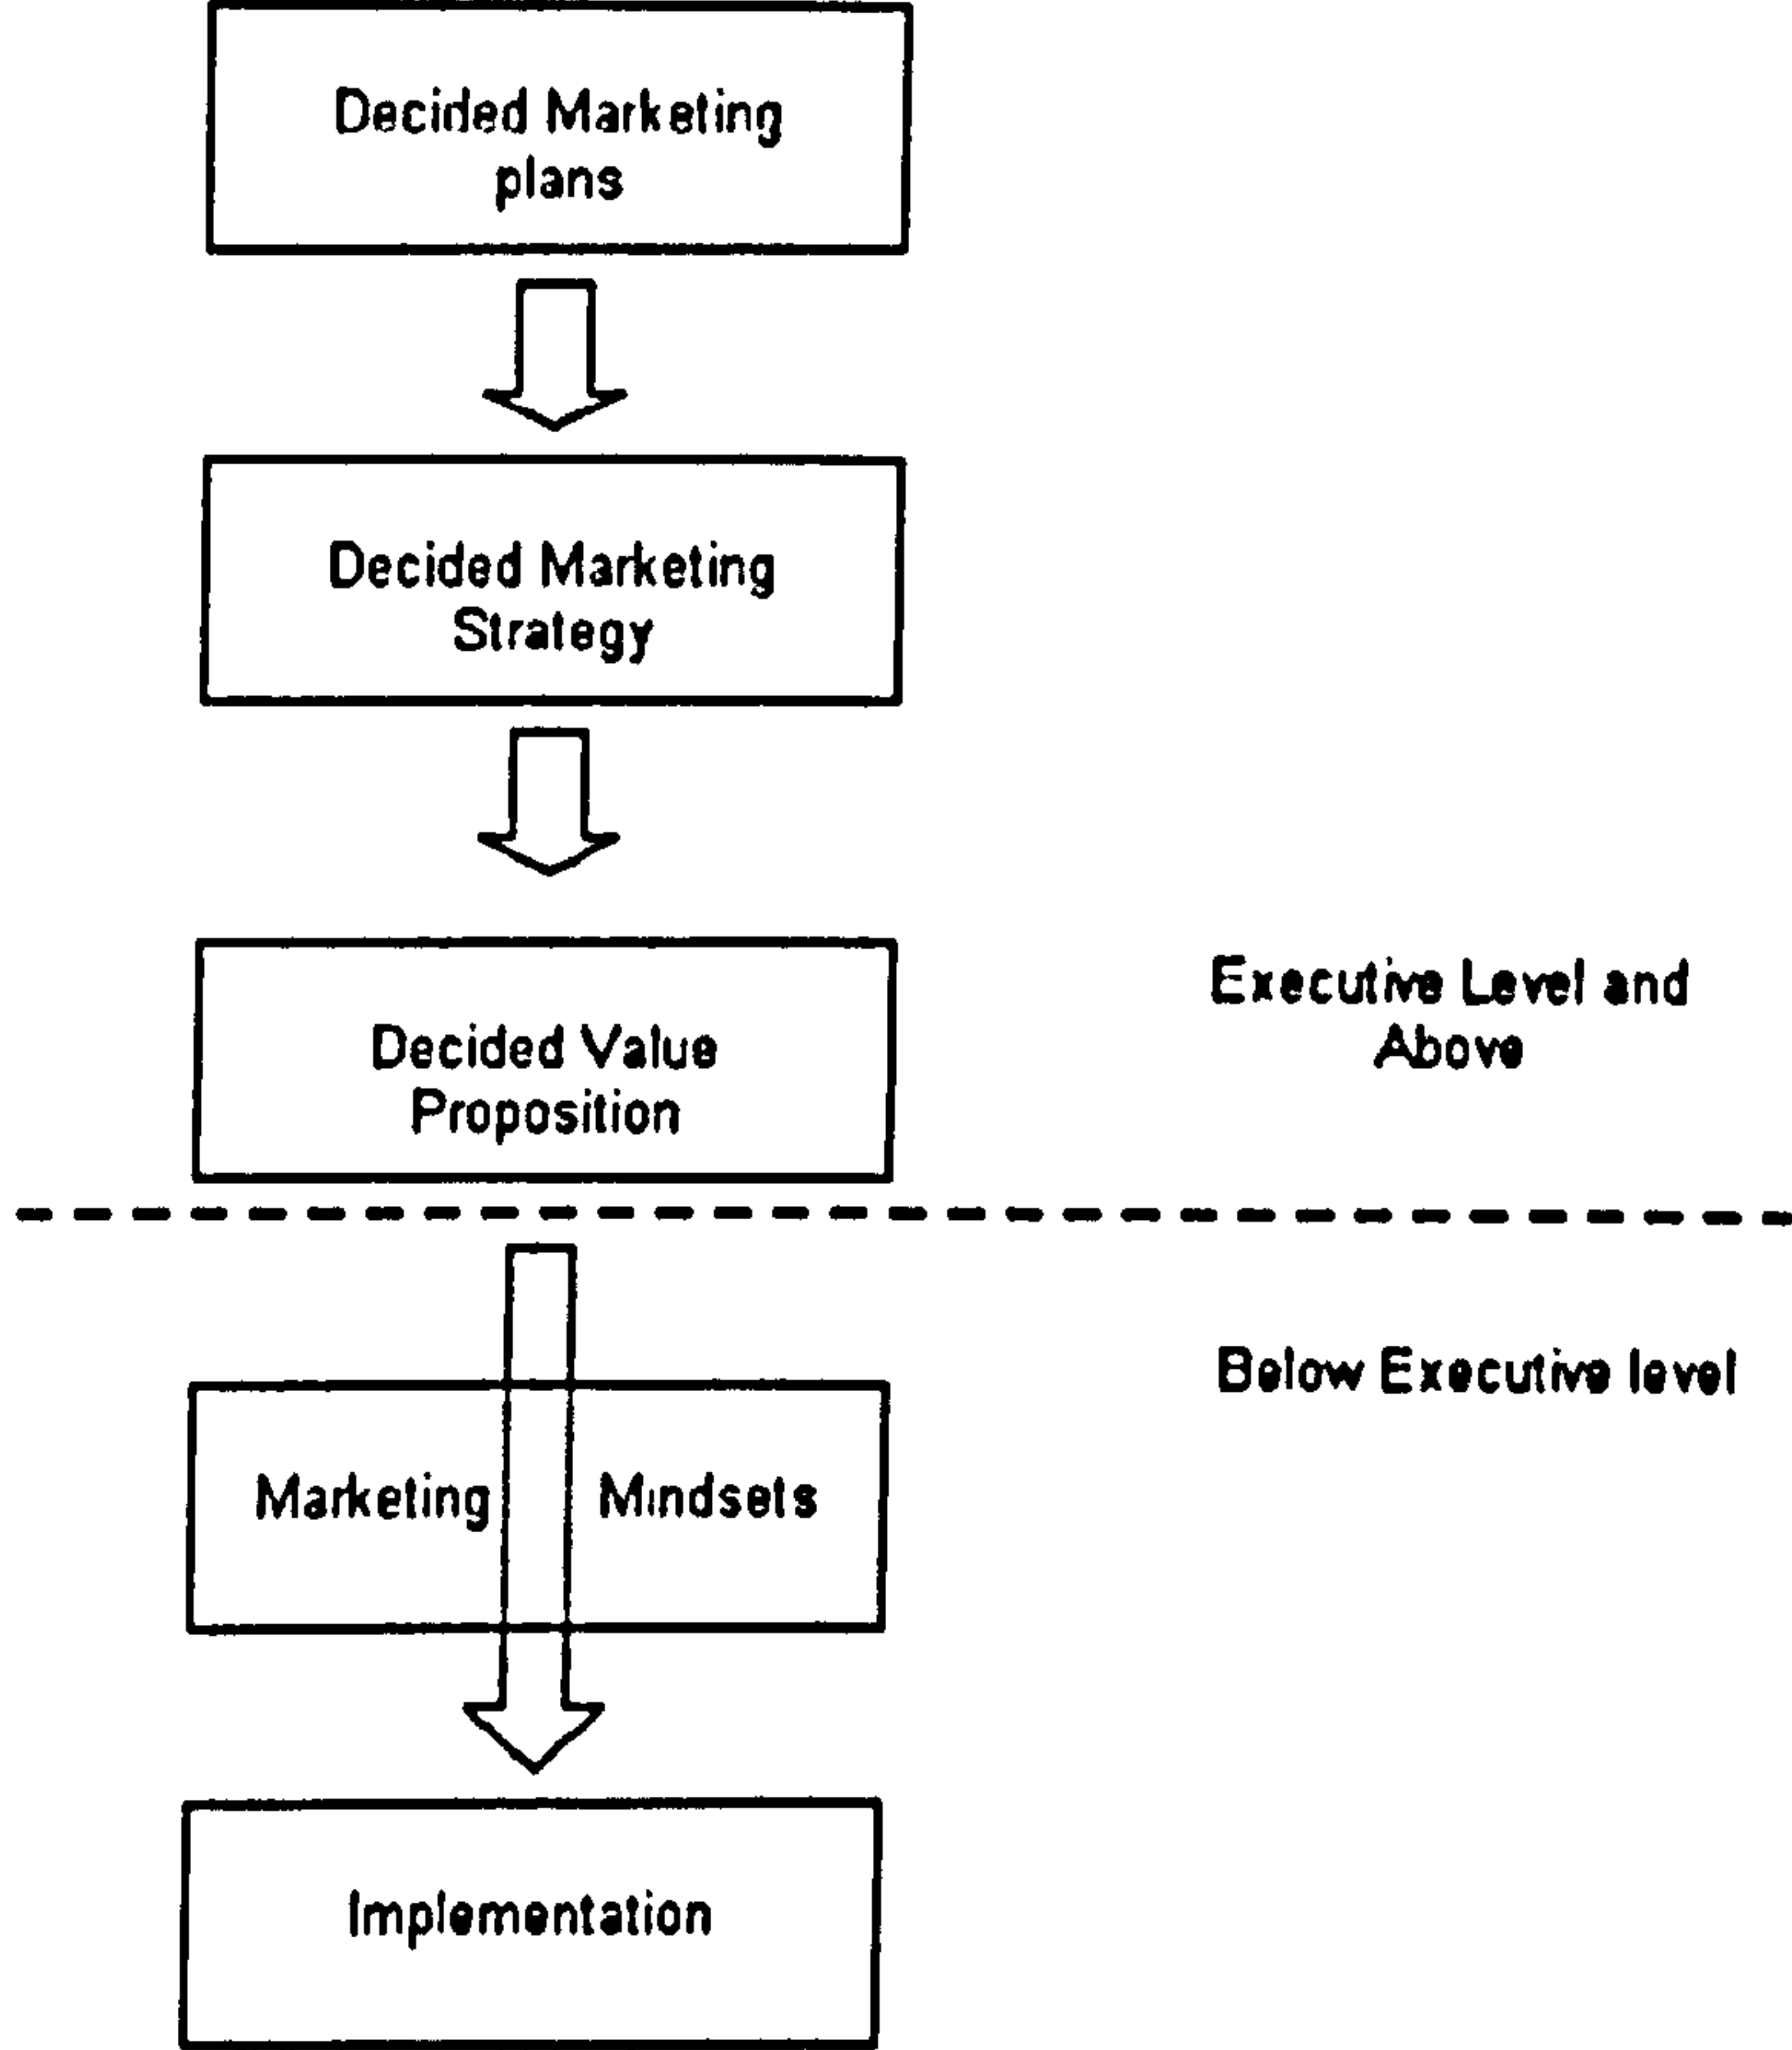 Decided Marketing
plans
Decided Marketing
Strategy
Decided Value
Proposition
Executive Level and
Above
Below Executive level
Marketing Mindsets
Implementation